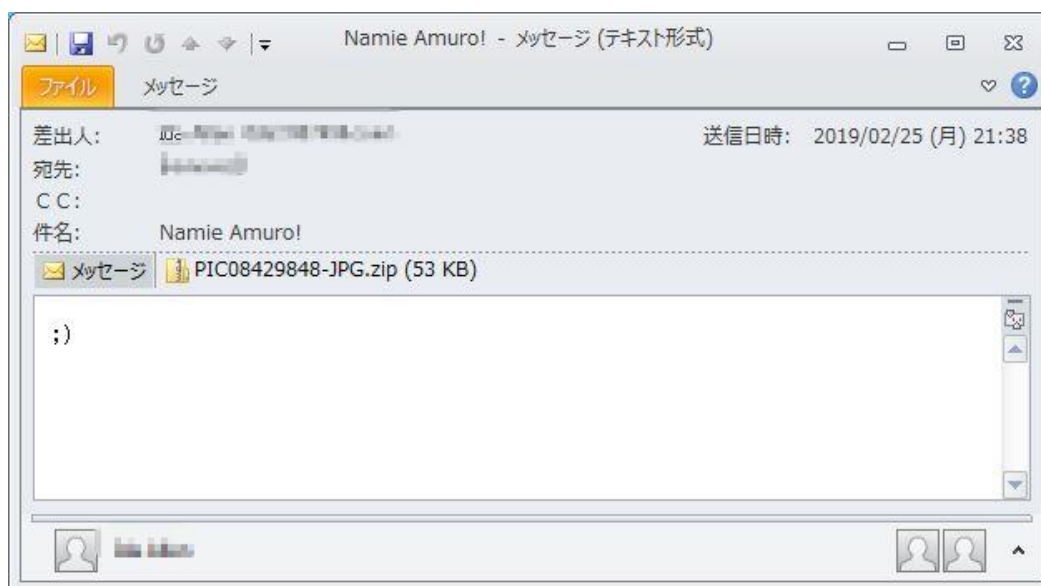 Namie Amuro! - メッセージ (テキスト形式)
ファイル メッセージ
差出人: 送信日時: 2019/02/25 (月) 21:38
宛先:
ＣＣ:
件名: Namie Amuro!
メッセージ PIC08429848-JPG.zip (53 KB)
;)